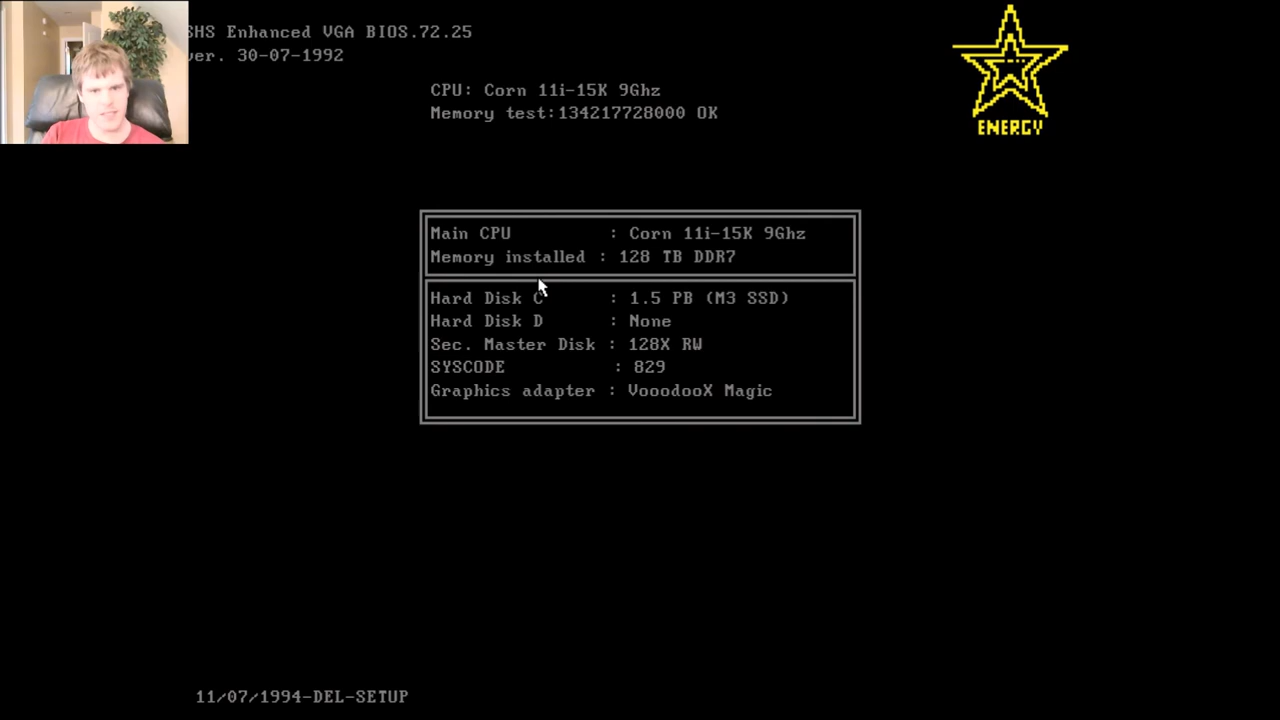 SHS Enhanced VGA BIOS.72.25
ver. 30-07-1992
ENERGY
CPU: Corn 11i-15K 9Ghz
Memory test:134217728000 OK
Main CPU : Corn 11i-15K 9Ghz
Memory installed : 128 TB DDR7
Hard Disk C : 1.5 PB (M3 SSD)
Hard Disk D : None
Sec. Master Disk : 128X RW
SYSCODE : 829
Graphics adapter : VooodooX Magic
11/07/1994-DEL-SETUP